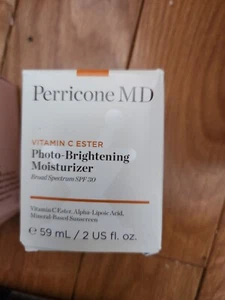 Perricone MD
VITAMIN C ESTER
Photo-Brightening
Moisturizer
Broad Spectrum SPF 30
Vitamin C Ester, Alpha Lipoic Acid,
Mineral-Based Sunscreen
℮ 59 mL / 2 US fl. oz.